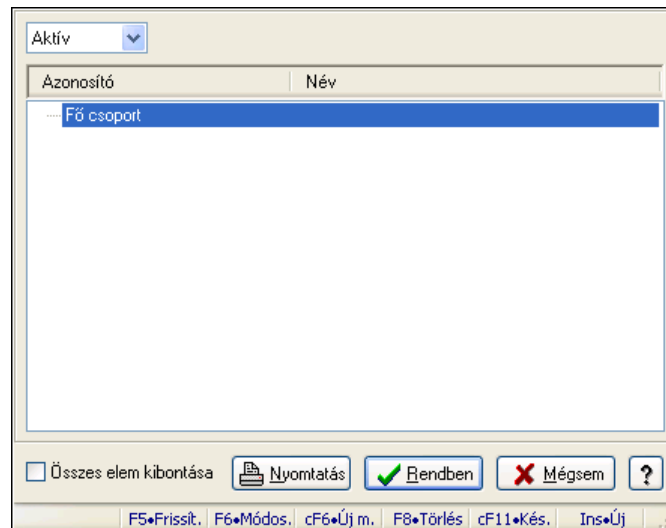 Aktív
Azonosító Név
Fő csoport
Összes elem kibontása Nyomtatás Rendben Mégsem ?
F5•Frissít. F6•Módos. cF6•Új m. F8•Törlés cF11•Kés. Ins•Új